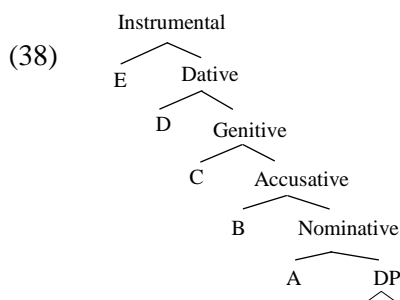 Instrumental
(38)
E Dative
D Genitive
C Accusative
B Nominative
A DP